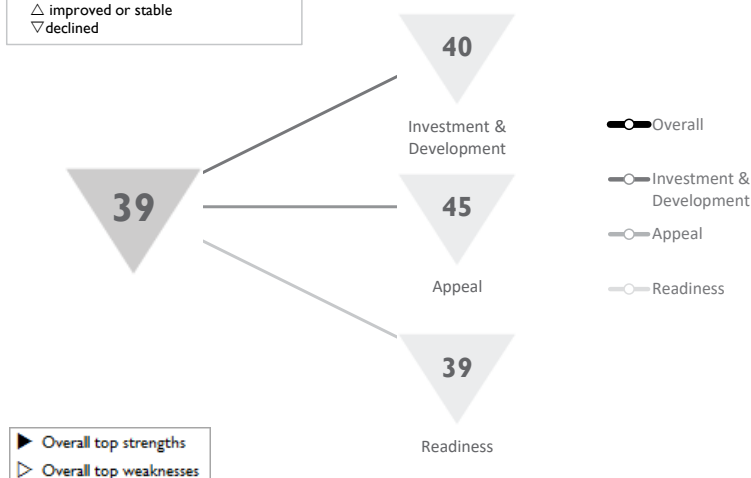 △ improved or stable
▽ declined
40
Investment &
Development
39
45
Appeal
39
Readiness
Overall
Investment &
Development
Appeal
Readiness
▶ Overall top strengths
▷ Overall top weaknesses